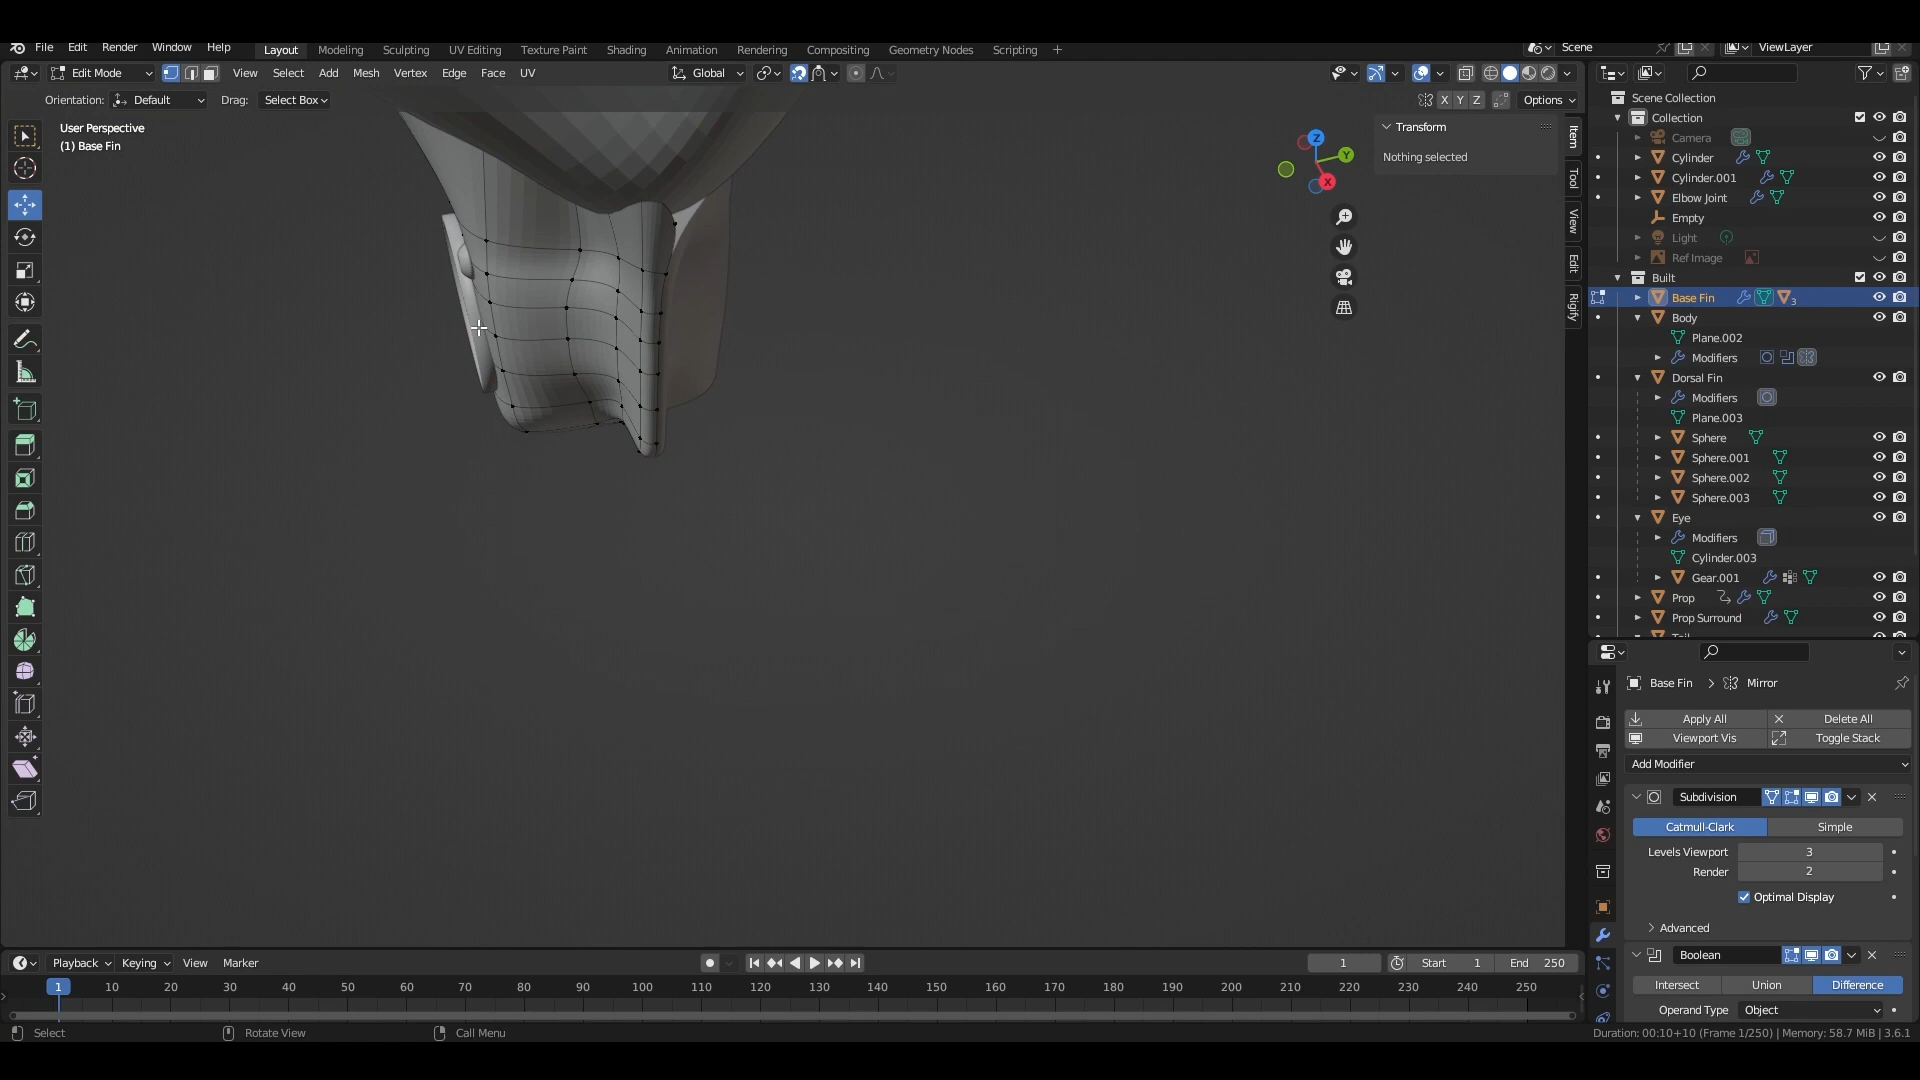 File Edit Render Window Help Layout Modeling Sculpting UV Editing Texture Paint Shading Animation Rendering Compositing Geometry Nodes Scripting + Scene ViewLayer
Edit Mode View Select Add Mesh Vertex Edge Face UV Global
Orientation: Default Drag: Select Box X Y Z Options
User Perspective
(1) Base Fin
Transform
Nothing selected
Item
Tool
View
Edit
Rigify
Z
Y
X
Scene Collection
Collection
Camera
Cylinder
Cylinder.001
Elbow Joint
Empty
Light
Ref Image
Built
Base Fin 3
Body
Plane.002
Modifiers
Dorsal Fin
Modifiers
Plane.003
Sphere
Sphere.001
Sphere.002
Sphere.003
Eye
Modifiers
Cylinder.003
Gear.001
Prop
Prop Surround
Base Fin > Mirror
Apply All Delete All
Viewport Vis Toggle Stack
Add Modifier
Subdivision
Catmull-Clark Simple
Levels Viewport 3
Render 2
Optimal Display
Advanced
Boolean
Intersect Union Difference
Operand Type Object
Playback Keying View Marker 1 Start 1 End 250
1 10 20 30 40 50 60 70 80 90 100 110 120 130 140 150 160 170 180 190 200 210 220 230 240 250
Select Rotate View Call Menu Duration: 00:10+10 (Frame 1/250) | Memory: 58.7 MiB | 3.6.1